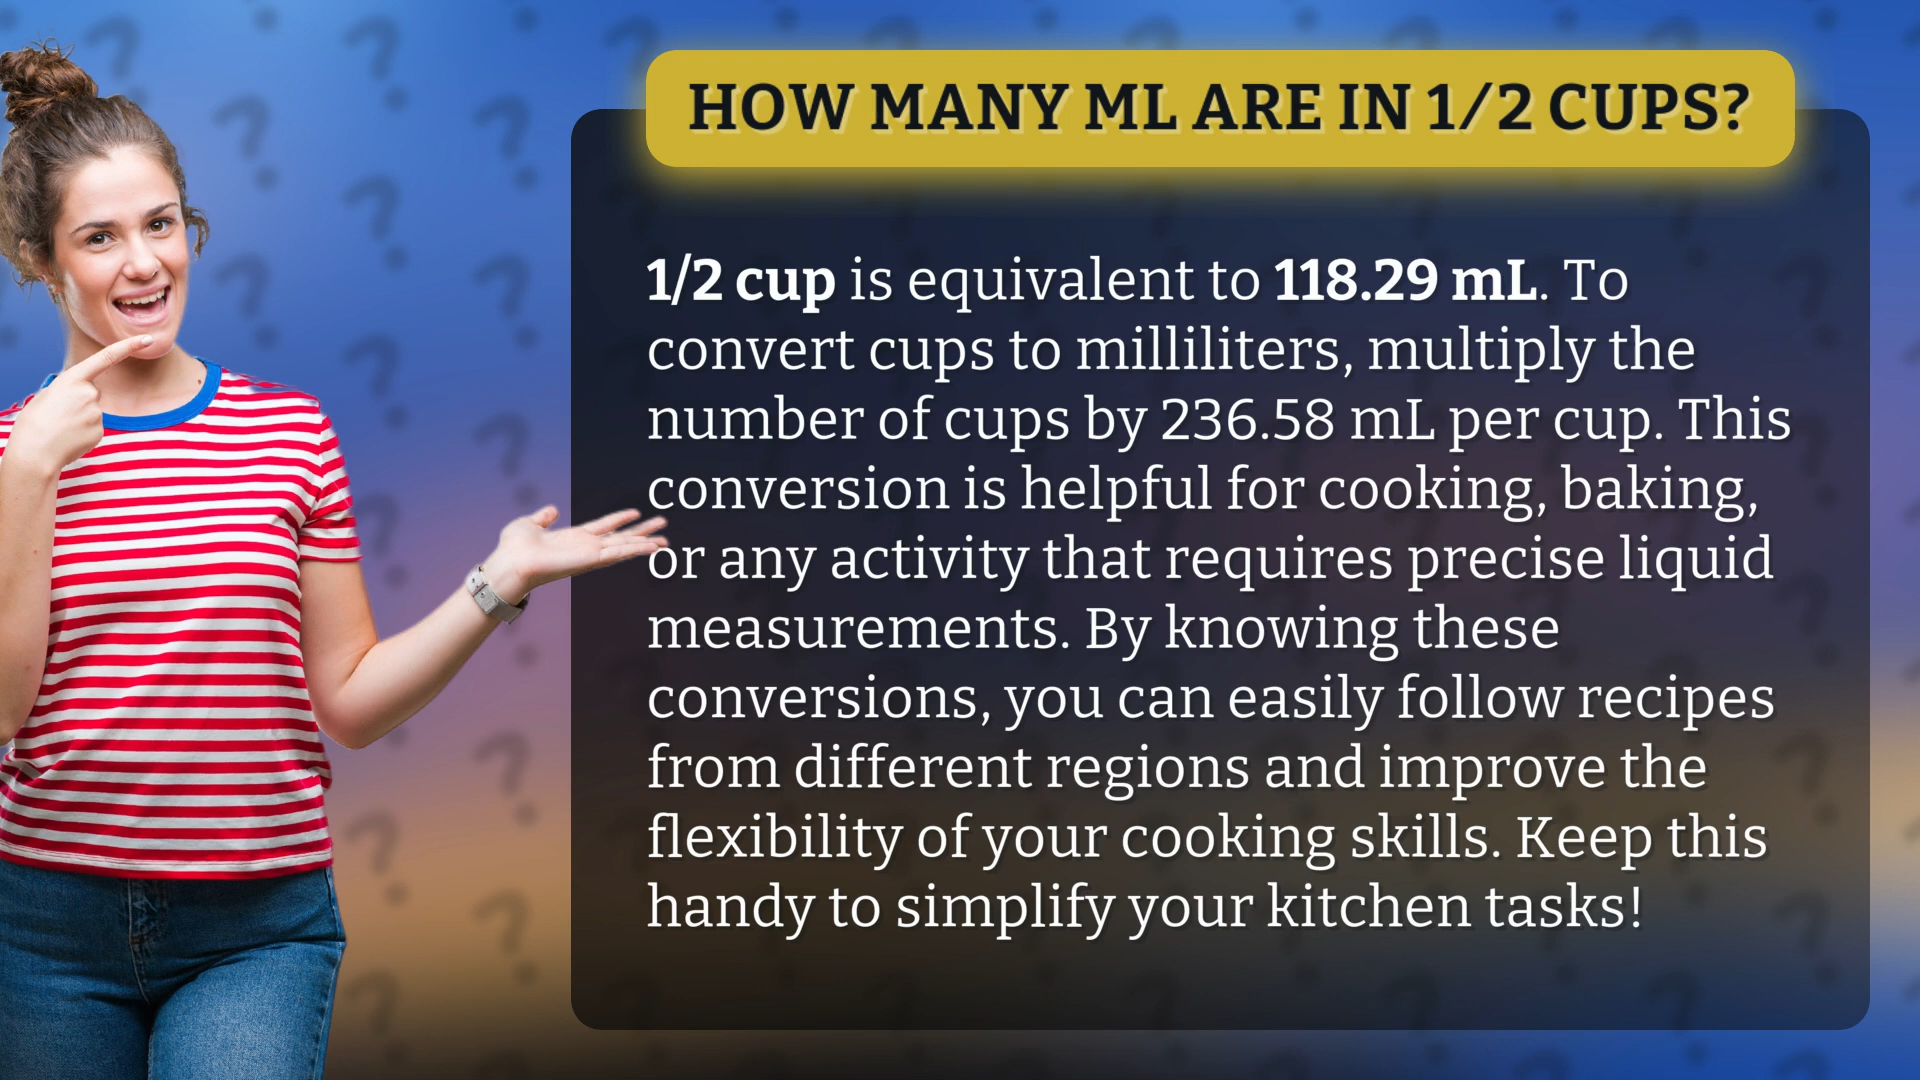 HOW MANY ML ARE IN 1/2 CUPS?
1/2 cup is equivalent to 118.29 mL. To
convert cups to milliliters, multiply the
number of cups by 236.58 mL per cup. This
conversion is helpful for cooking, baking,
or any activity that requires precise liquid
measurements. By knowing these
conversions, you can easily follow recipes
from different regions and improve the
flexibility of your cooking skills. Keep this
handy to simplify your kitchen tasks!